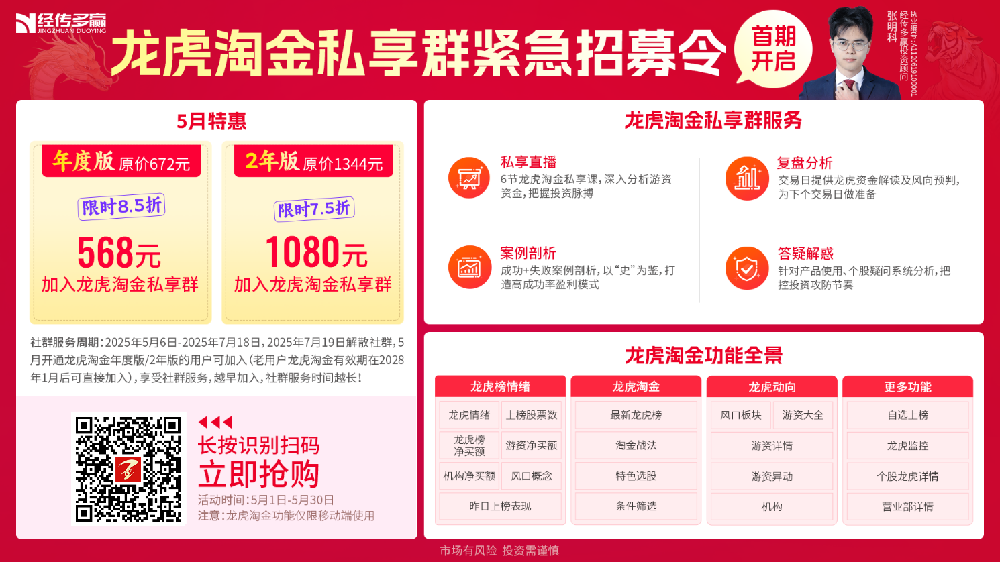 经传多赢
JINGZHUAN DUOYING
龙虎淘金私享群紧急招募令
首期
开启
张明科
经传多赢投资顾问
执业编号:A1120619100001
5月特惠
年度版 原价672元
限时8.5折
568元
加入龙虎淘金私享群
2年版 原价1344元
限时7.5折
1080元
加入龙虎淘金私享群
社群服务周期：2025年5月6日-2025年7月18日，2025年7月19日解散社群，5
月开通龙虎淘金年度版/2年版的用户可加入（老用户龙虎淘金有效期在2028
年1月后可直接加入），享受社群服务，越早加入，社群服务时间越长！
长按识别扫码
立即抢购
活动时间：5月1日-5月30日
注意：龙虎淘金功能仅限移动端使用
龙虎淘金私享群服务
私享直播
6节龙虎淘金私享课，深入分析游资
资金，把握投资脉搏
复盘分析
交易日提供龙虎资金解读及风向预判，
为下个交易日做准备
案例剖析
成功+失败案例剖析，以“史”为鉴，打
造高成功率盈利模式
答疑解惑
针对产品使用、个股疑问系统分析，把
控投资攻防节奏
龙虎淘金功能全景
龙虎榜情绪
龙虎情绪 上榜股票数
龙虎榜
净买额
游资净买额
机构净买额 风口概念
昨日上榜表现
龙虎淘金
最新龙虎榜
淘金战法
特色选股
条件筛选
龙虎动向
风口板块 游资大全
游资详情
游资异动
机构
更多功能
自选上榜
龙虎监控
个股龙虎详情
营业部详情
市场有风险 投资需谨慎